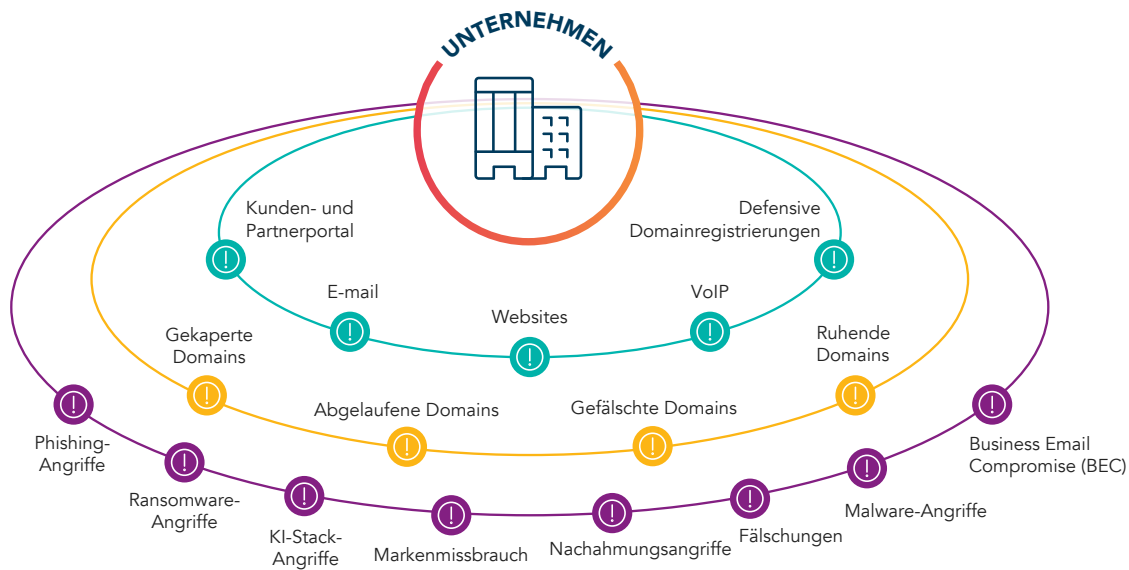 UNTERNEHMEN
Kunden- und
Partnerportal
Defensive
Domainregistrierungen
E-mail
Websites
VoIP
Gekaperte
Domains
Abgelaufene Domains
Gefälschte Domains
Ruhende
Domains
Phishing-
Angriffe
Ransomware-
Angriffe
KI-Stack-
Angriffe
Markenmissbrauch
Nachahmungsangriffe
Fälschungen
Malware-Angriffe
Business Email
Compromise (BEC)